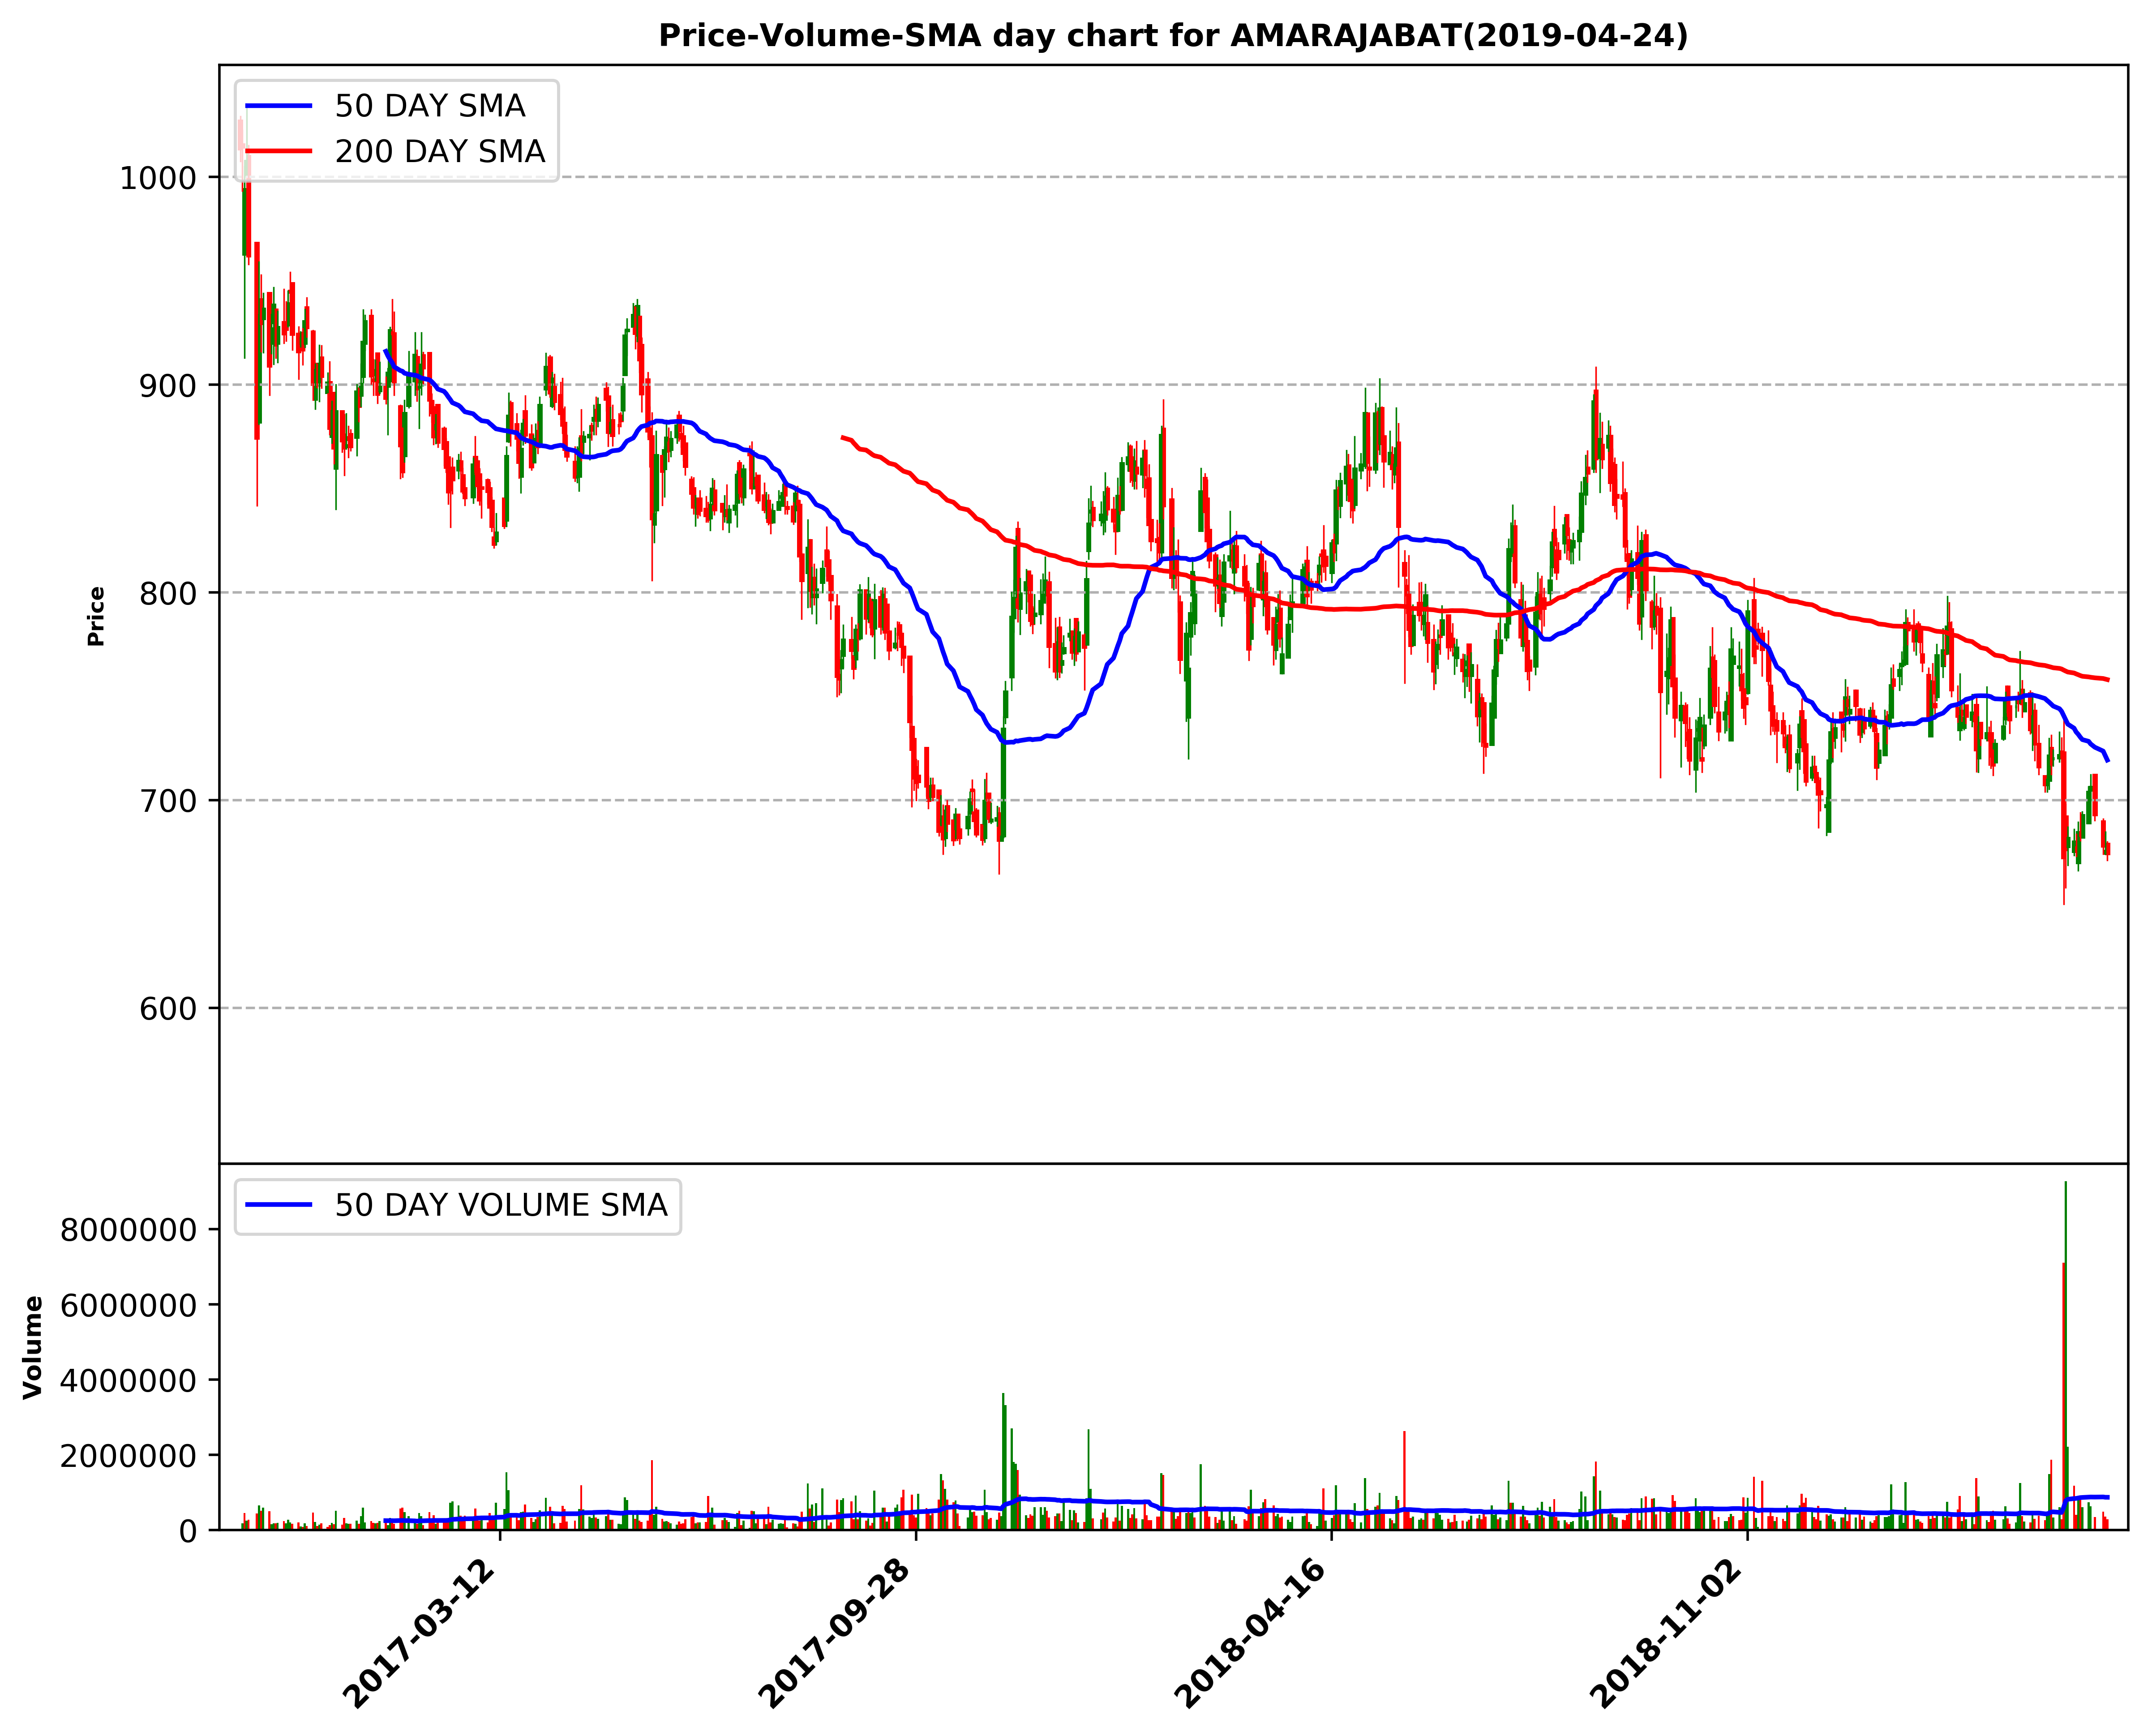 Price-Volume-SMA day chart for AMARAJABAT(2019-04-24)
50 DAY SMA
200 DAY SMA
1000
900
800
700
600
Price
50 DAY VOLUME SMA
8000000
6000000
4000000
2000000
0
Volume
2017-03-12
2017-09-28
2018-04-16
2018-11-02